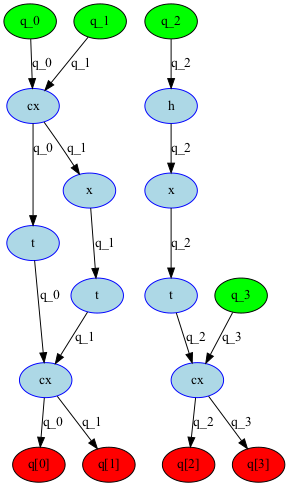 q_0 q_1 q_2
q_0 q_1 q_2
cx h
q_0 q_1 q_2
x x
q_1 q_2
t
t t q_3
q_0 q_1 q_2 q_3
cx cx
q_0 q_1 q_2 q_3
q[0] q[1] q[2] q[3]